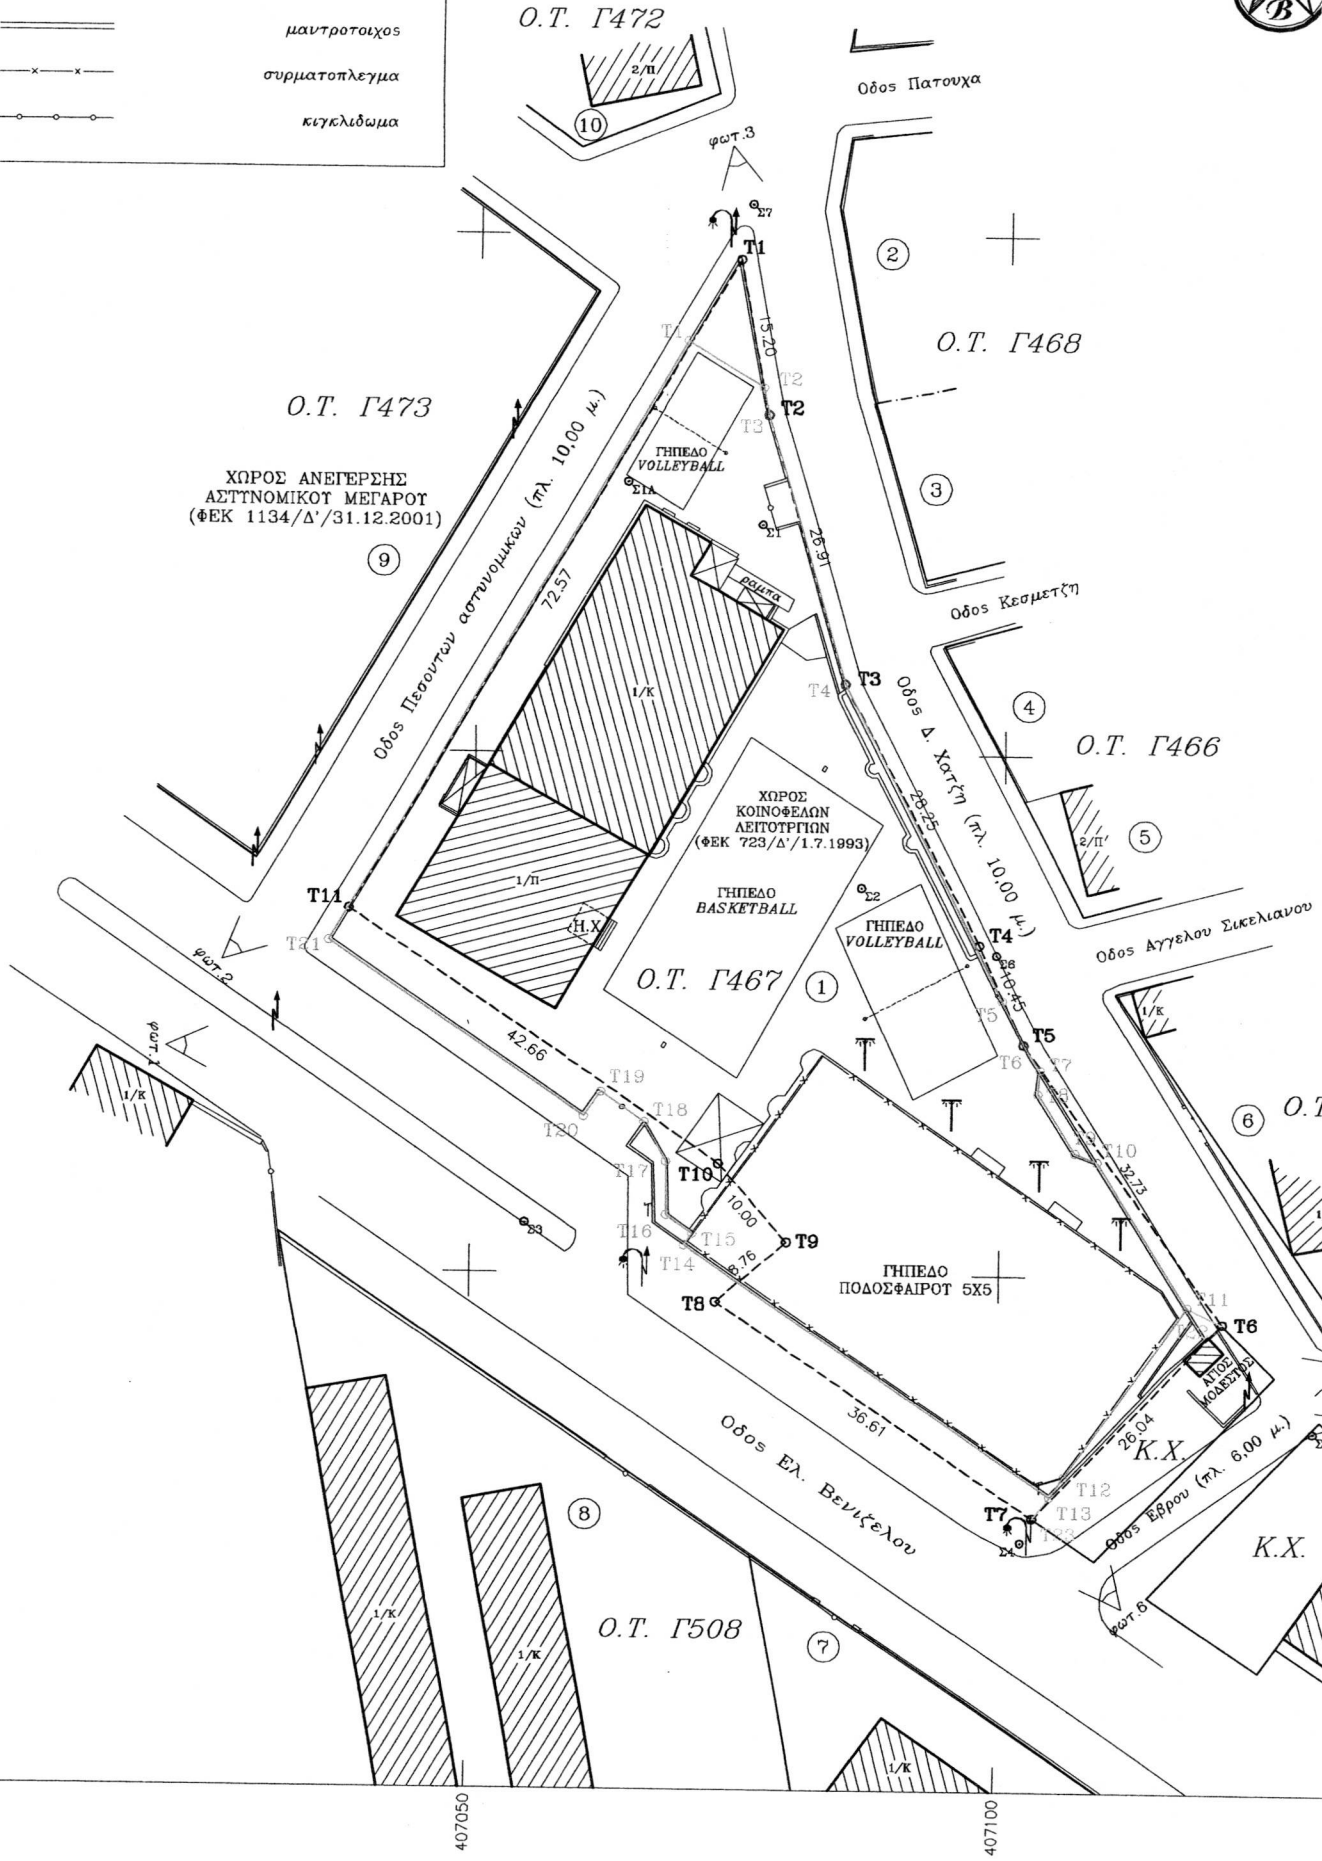 μαντροτοιχος
συρματοπλεγμα
κιγκλιδωμα
Ο.Τ. Γ472
2/Π
10
φωτ.3
Οδος Πατουχα
Β
Σ7
T1
2
Ο.Τ. Γ468
T1
15.20
T2
T2
T3
Ο.Τ. Γ473
ΧΩΡΟΣ ΑΝΕΓΕΡΣΗΣ
ΑΣΤΥΝΟΜΙΚΟΥ ΜΕΓΑΡΟΥ
(ΦΕΚ 1134/Δ'/31.12.2001)
9
Οδος Πεσοντων αστυνομικων (πλ. 10,00 μ.)
ΓΗΠΕΔΟ
VOLLEYBALL
Σ1Α
Σ1
3
26.91
72.57
ραμπα
Οδος Κεσμετζη
1/Κ
T4
T3
Οδος Δ. Χατζη (πλ. 10,00 μ.)
4
Ο.Τ. Γ466
28.25
ΧΩΡΟΣ
ΚΟΙΝΟΦΕΛΩΝ
ΛΕΙΤΟΥΡΓΙΩΝ
(ΦΕΚ 723/Δ'/1.7.1993)
2/Π
5
1/Π
ΓΗΠΕΔΟ
BASKETBALL
Σ2
ΓΗΠΕΔΟ
VOLLEYBALL
Η.Χ.
T11
T21
φωτ.2
T4
Σ6
10.45
Οδος Αγγελου Σικελιανου
Ο.Τ. Γ467
1
T5
1/Κ
φωτ.1
42.66
T5
T6
T7
T8
1/Κ
T19
T18
T20
6
Ο.Τ
T9
T10
32.73
T17
T10
10.00
T16
T15
T14
T9
8.76
Σ3
ΓΗΠΕΔΟ
ΠΟΔΟΣΦΑΙΡΟΥ 5Χ5
T8
T11
T6
ΑΓΙΟΣ
ΜΟΔΕΣΤΟΣ
36.61
26.04
Κ.Χ.
Οδος Ελ. Βενιζελου
Οδος Εβρου (πλ. 6,00 μ.)
T12
T7
T13
T23
Σ4
8
Κ.Χ.
φωτ.6
1/Κ
1/Κ
Ο.Τ. Γ508
7
1/Κ
407050
407100